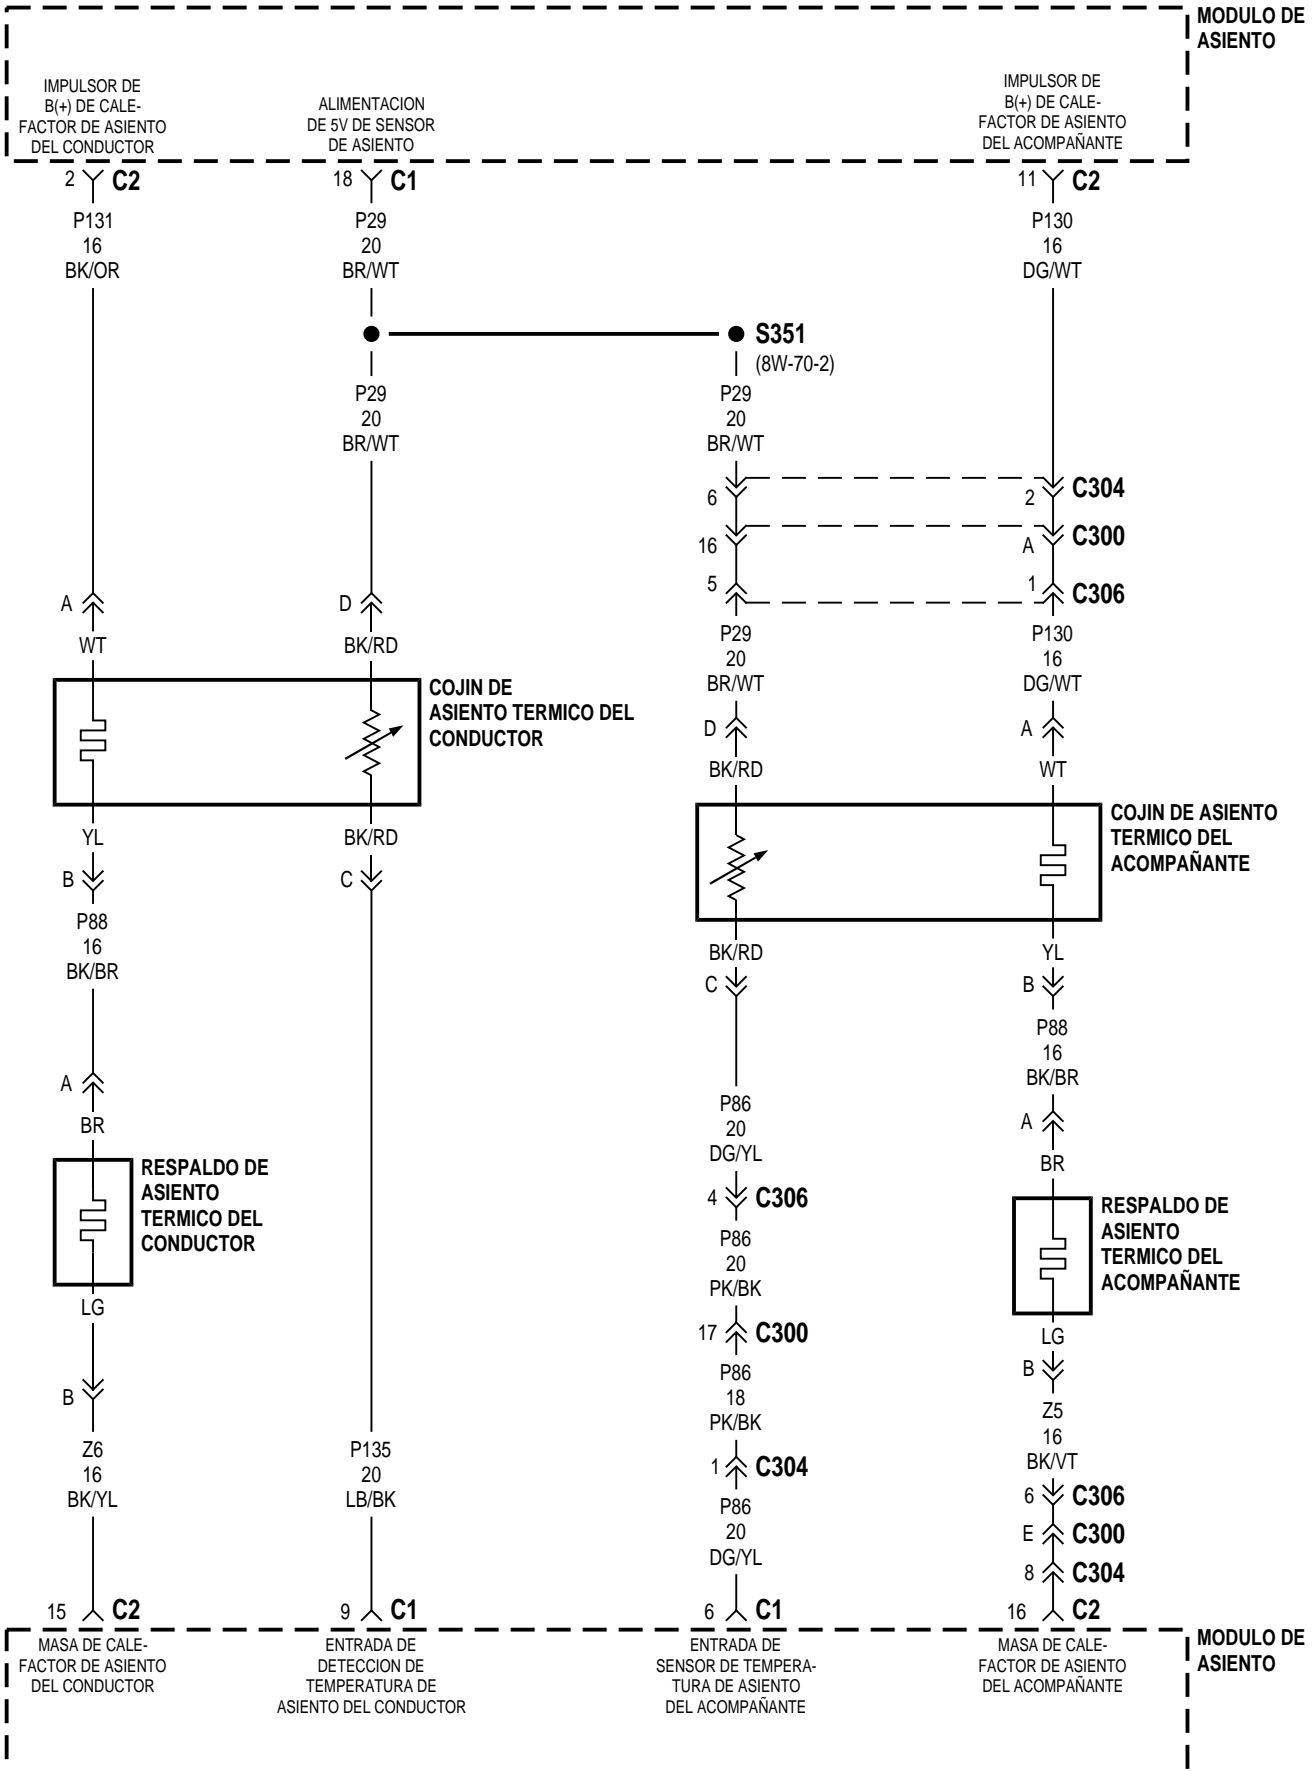 MODULO DE
ASIENTO
IMPULSOR DE
B(+) DE CALE-
FACTOR DE ASIENTO
DEL CONDUCTOR
ALIMENTACION
DE 5V DE SENSOR
DE ASIENTO
IMPULSOR DE
B(+) DE CALE-
FACTOR DE ASIENTO
DEL ACOMPAÑANTE
2 C2
18 C1
11 C2
P131
16
BK/OR
P29
20
BR/WT
P130
16
DG/WT
S351
(8W-70-2)
P29
20
BR/WT
P29
20
BR/WT
6 2 C304
16 A C300
5 1 C306
A
WT
D
BK/RD
P29
20
BR/WT
P130
16
DG/WT
COJIN DE
ASIENTO TERMICO DEL
CONDUCTOR
D
BK/RD
A
WT
COJIN DE ASIENTO
TERMICO DEL
ACOMPAÑANTE
YL
B
BK/RD
C
P88
16
BK/BR
BK/RD
C
YL
B
P88
16
BK/BR
A
BR
P86
20
DG/YL
A
BR
RESPALDO DE
ASIENTO
TERMICO DEL
CONDUCTOR
4 C306
P86
20
PK/BK
RESPALDO DE
ASIENTO
TERMICO DEL
ACOMPAÑANTE
LG
B
17 C300
P86
18
PK/BK
LG
B
Z5
16
BK/VT
Z6
16
BK/YL
P135
20
LB/BK
1 C304
P86
20
DG/YL
6 C306
E C300
8 C304
15 C2
9 C1
6 C1
16 C2
MASA DE CALE-
FACTOR DE ASIENTO
DEL CONDUCTOR
ENTRADA DE
DETECCION DE
TEMPERATURA DE
ASIENTO DEL CONDUCTOR
ENTRADA DE
SENSOR DE TEMPERA-
TURA DE ASIENTO
DEL ACOMPAÑANTE
MASA DE CALE-
FACTOR DE ASIENTO
DEL ACOMPAÑANTE
MODULO DE
ASIENTO